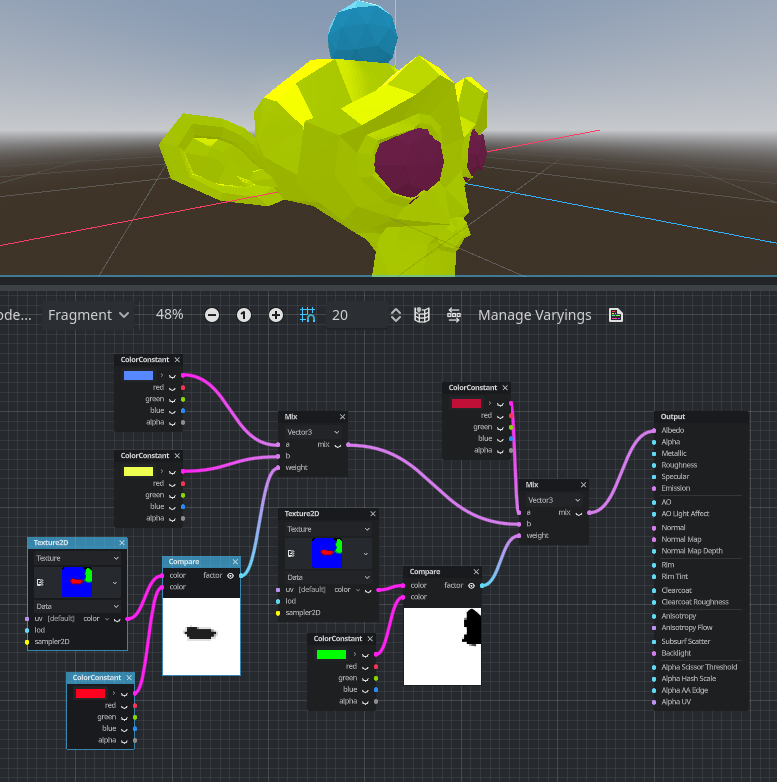 ode... Fragment 48% 1 20 Manage Varyings
ColorConstant
red
green
blue
alpha
ColorConstant
red
green
blue
alpha
Mix
Vector3
a mix
b
weight
ColorConstant
red
green
blue
alpha
Output
Albedo
Alpha
Metallic
Roughness
Specular
Emission
AO
AO Light Affect
Normal
Normal Map
Normal Map Depth
Rim
Rim Tint
Clearcoat
Clearcoat Roughness
Anisotropy
Anisotropy Flow
Subsurf Scatter
Backlight
Alpha Scissor Threshold
Alpha Hash Scale
Alpha AA Edge
Alpha UV
Mix
Vector3
a mix
b
weight
Texture2D
Texture
Data
uv [default] color
lod
sampler2D
Compare
color factor
color
Texture2D
Texture
Data
uv [default] color
lod
sampler2D
Compare
color factor
color
ColorConstant
red
green
blue
alpha
ColorConstant
red
green
blue
alpha